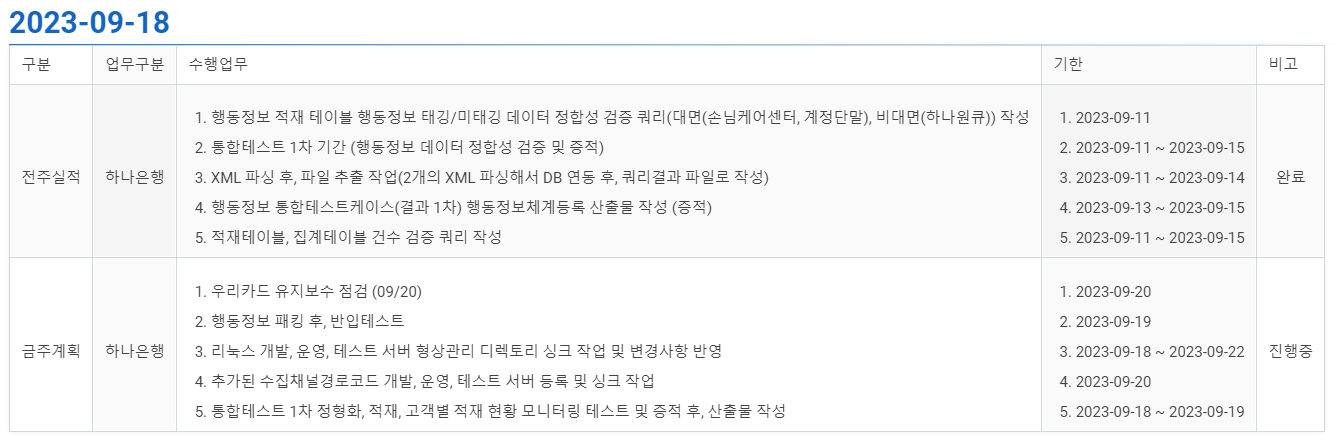 2023-09-18
구분 업무구분 수행업무 기한 비고
1. 행동정보 적재 테이블 행동정보 태깅/미태깅 데이터 정합성 검증 쿼리(대면(손님케어센터, 계정단말), 비대면(하나원큐)) 작성 1. 2023-09-11
2. 통합테스트 1차 기간 (행동정보 데이터 정합성 검증 및 증적) 2. 2023-09-11 ~ 2023-09-15
전주실적 하나은행 3. XML 파싱 후, 파일 추출 작업(2개의 XML 파싱해서 DB 연동 후, 쿼리결과 파일로 작성) 3. 2023-09-11 ~ 2023-09-14 완료
4. 행동정보 통합테스트케이스(결과 1차) 행동정보체계등록 산출물 작성 (증적) 4. 2023-09-13 ~ 2023-09-15
5. 적재테이블, 집계테이블 건수 검증 쿼리 작성 5. 2023-09-11 ~ 2023-09-15
1. 우리카드 유지보수 점검 (09/20) 1. 2023-09-20
2. 행동정보 패킹 후, 반입테스트 2. 2023-09-19
금주계획 하나은행 3. 리눅스 개발, 운영, 테스트 서버 형상관리 디렉토리 싱크 작업 및 변경사항 반영 3. 2023-09-18 ~ 2023-09-22 진행중
4. 추가된 수집채널경로코드 개발, 운영, 테스트 서버 등록 및 싱크 작업 4. 2023-09-20
5. 통합테스트 1차 정형화, 적재, 고객별 적재 현황 모니터링 테스트 및 증적 후, 산출물 작성 5. 2023-09-18 ~ 2023-09-19